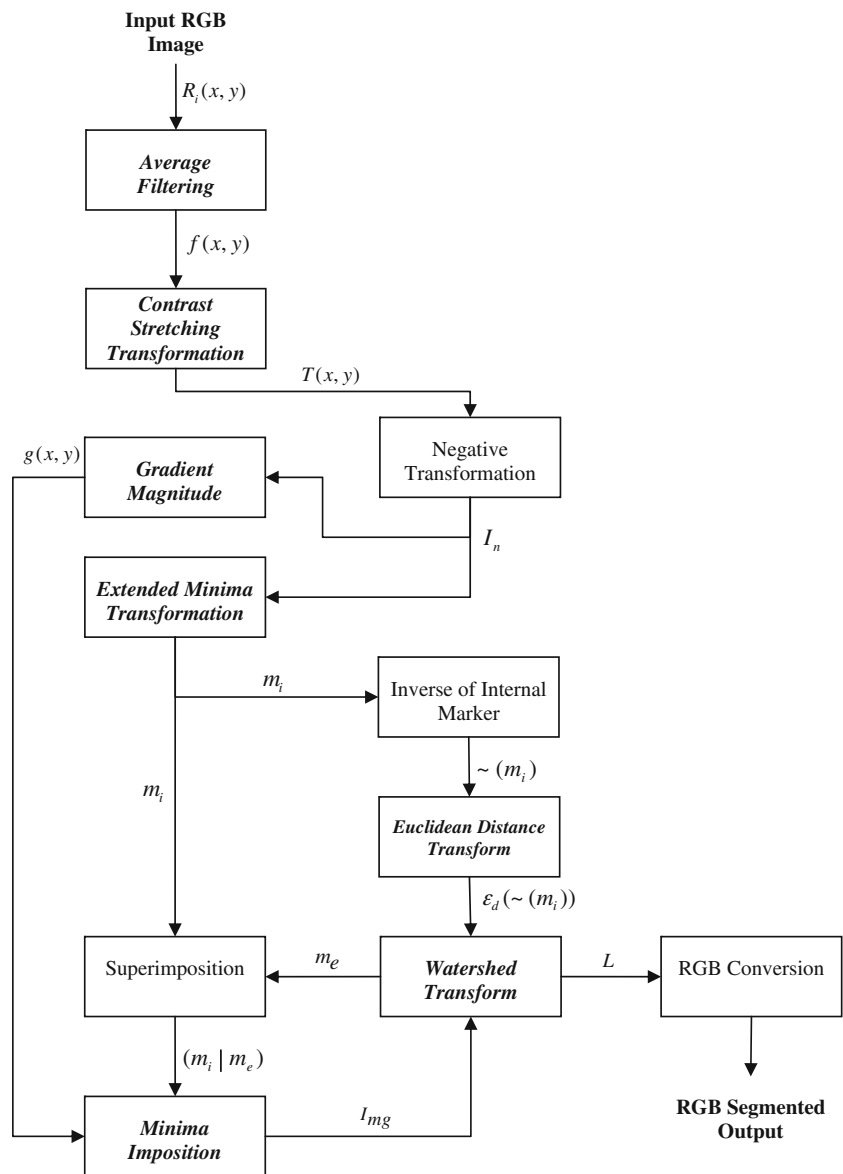 Input RGB
Image
R_i(x, y)
Average
Filtering
f(x, y)
Contrast
Stretching
Transformation
T(x, y)
Negative
Transformation
g(x, y)
Gradient
Magnitude
I_n
Extended Minima
Transformation
m_i
Inverse of Internal
Marker
~ (m_i)
m_i
Euclidean Distance
Transform
ε_d(~ (m_i))
Superimposition
m_e
Watershed
Transform
L
RGB Conversion
(m_i | m_e)
I_mg
Minima
Imposition
RGB Segmented
Output